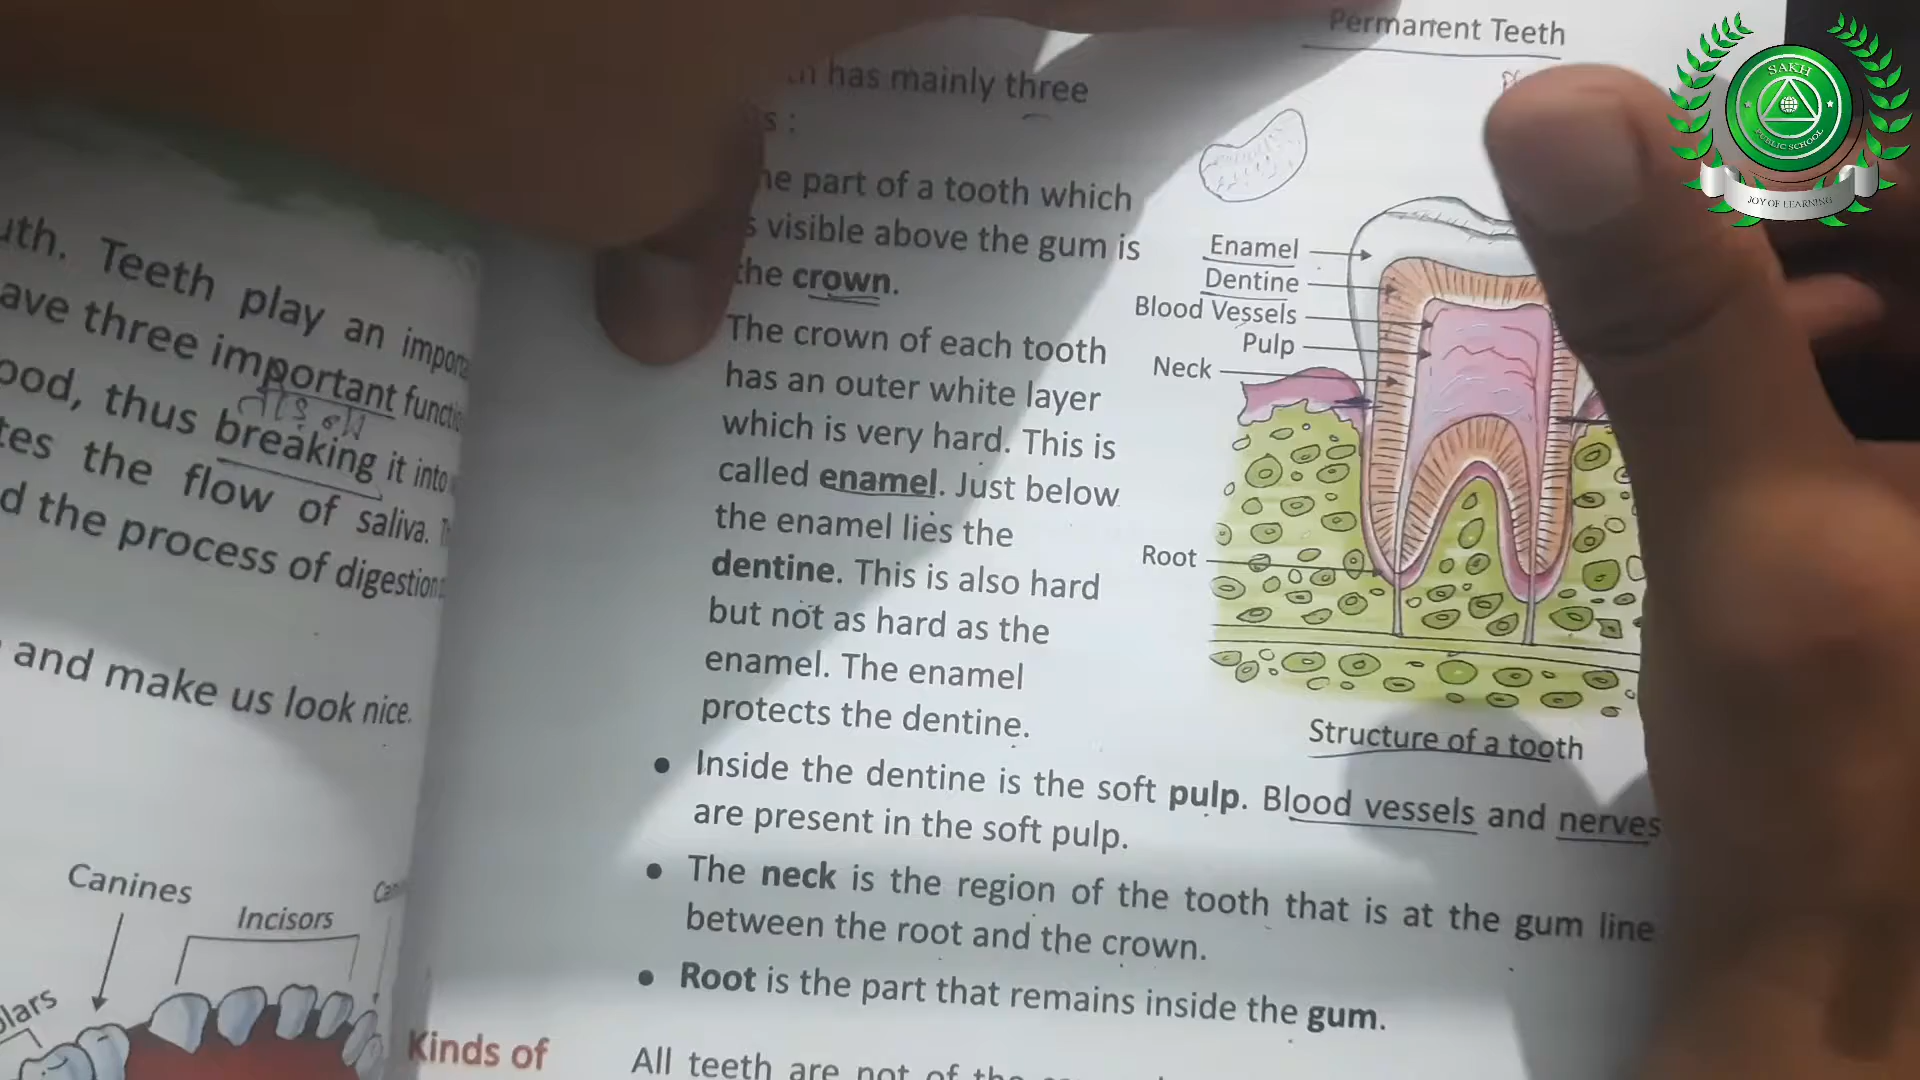 uth. Teeth play an
ave three important
ood, thus breaking it into
tes the flow of saliva.
d the process of digestion
and make us look nice.
Canines
Incisors
Permanent Teeth
has mainly three
s :
he part of a tooth which
s visible above the gum is
the crown.
The crown of each tooth
has an outer white layer
which is very hard. This is
called enamel. Just below
the enamel lies the
dentine. This is also hard
but not as hard as the
enamel. The enamel
protects the dentine.
Enamel
Dentine
Blood Vessels
Pulp
Neck
Root
Structure of a tooth
• Inside the dentine is the soft pulp. Blood vessels and nerves
are present in the soft pulp.
• The neck is the region of the tooth that is at the gum line
between the root and the crown.
• Root is the part that remains inside the gum.
Kinds of
All teeth are not of the
SAKH
PUBLIC SCHOOL
JOY OF LEARNING